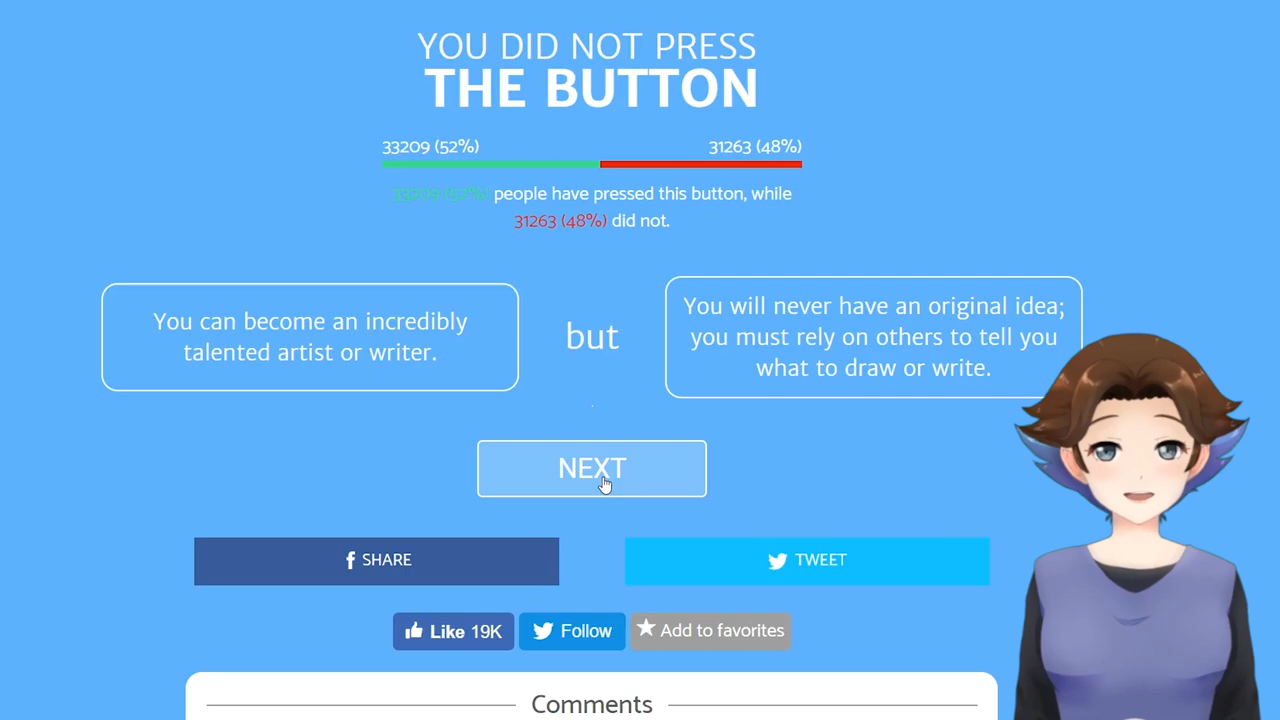 YOU DID NOT PRESS
THE BUTTON
33209 (52%) 31263 (48%)
33209 (52%) people have pressed this button, while
31263 (48%) did not.
You can become an incredibly
talented artist or writer.
but
You will never have an original idea;
you must rely on others to tell you
what to draw or write.
NEXT
f SHARE
TWEET
Like 19K
Follow
Add to favorites
Comments